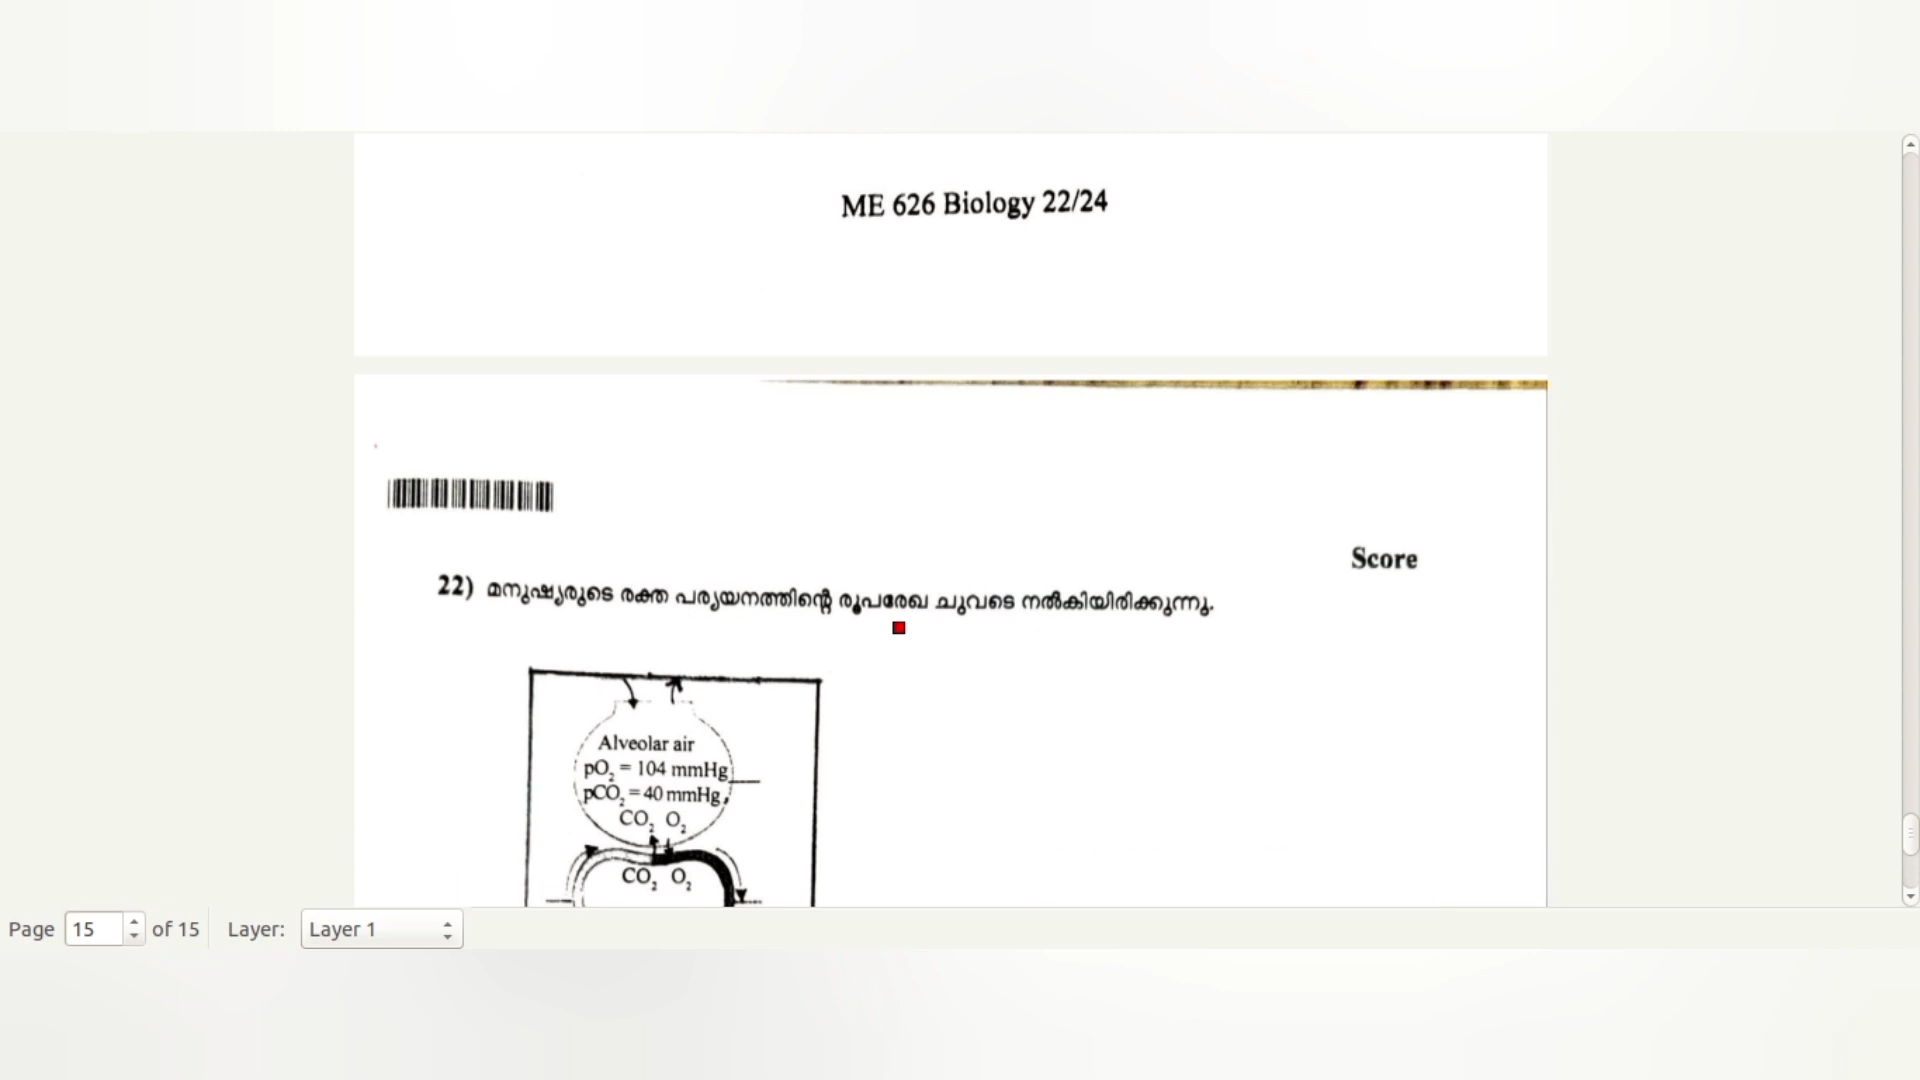 ME 626 Biology 22/24
Score
22) മനുഷ്യരുടെ രക്ത പര്യയനത്തിന്റെ രൂപരേഖ ചുവടെ നൽകിയിരിക്കുന്നു.
Alveolar air
pO₂ = 104 mmHg
pCO₂ = 40 mmHg,
CO₂ O₂
CO₂ O₂
Page 15 of 15 Layer: Layer 1